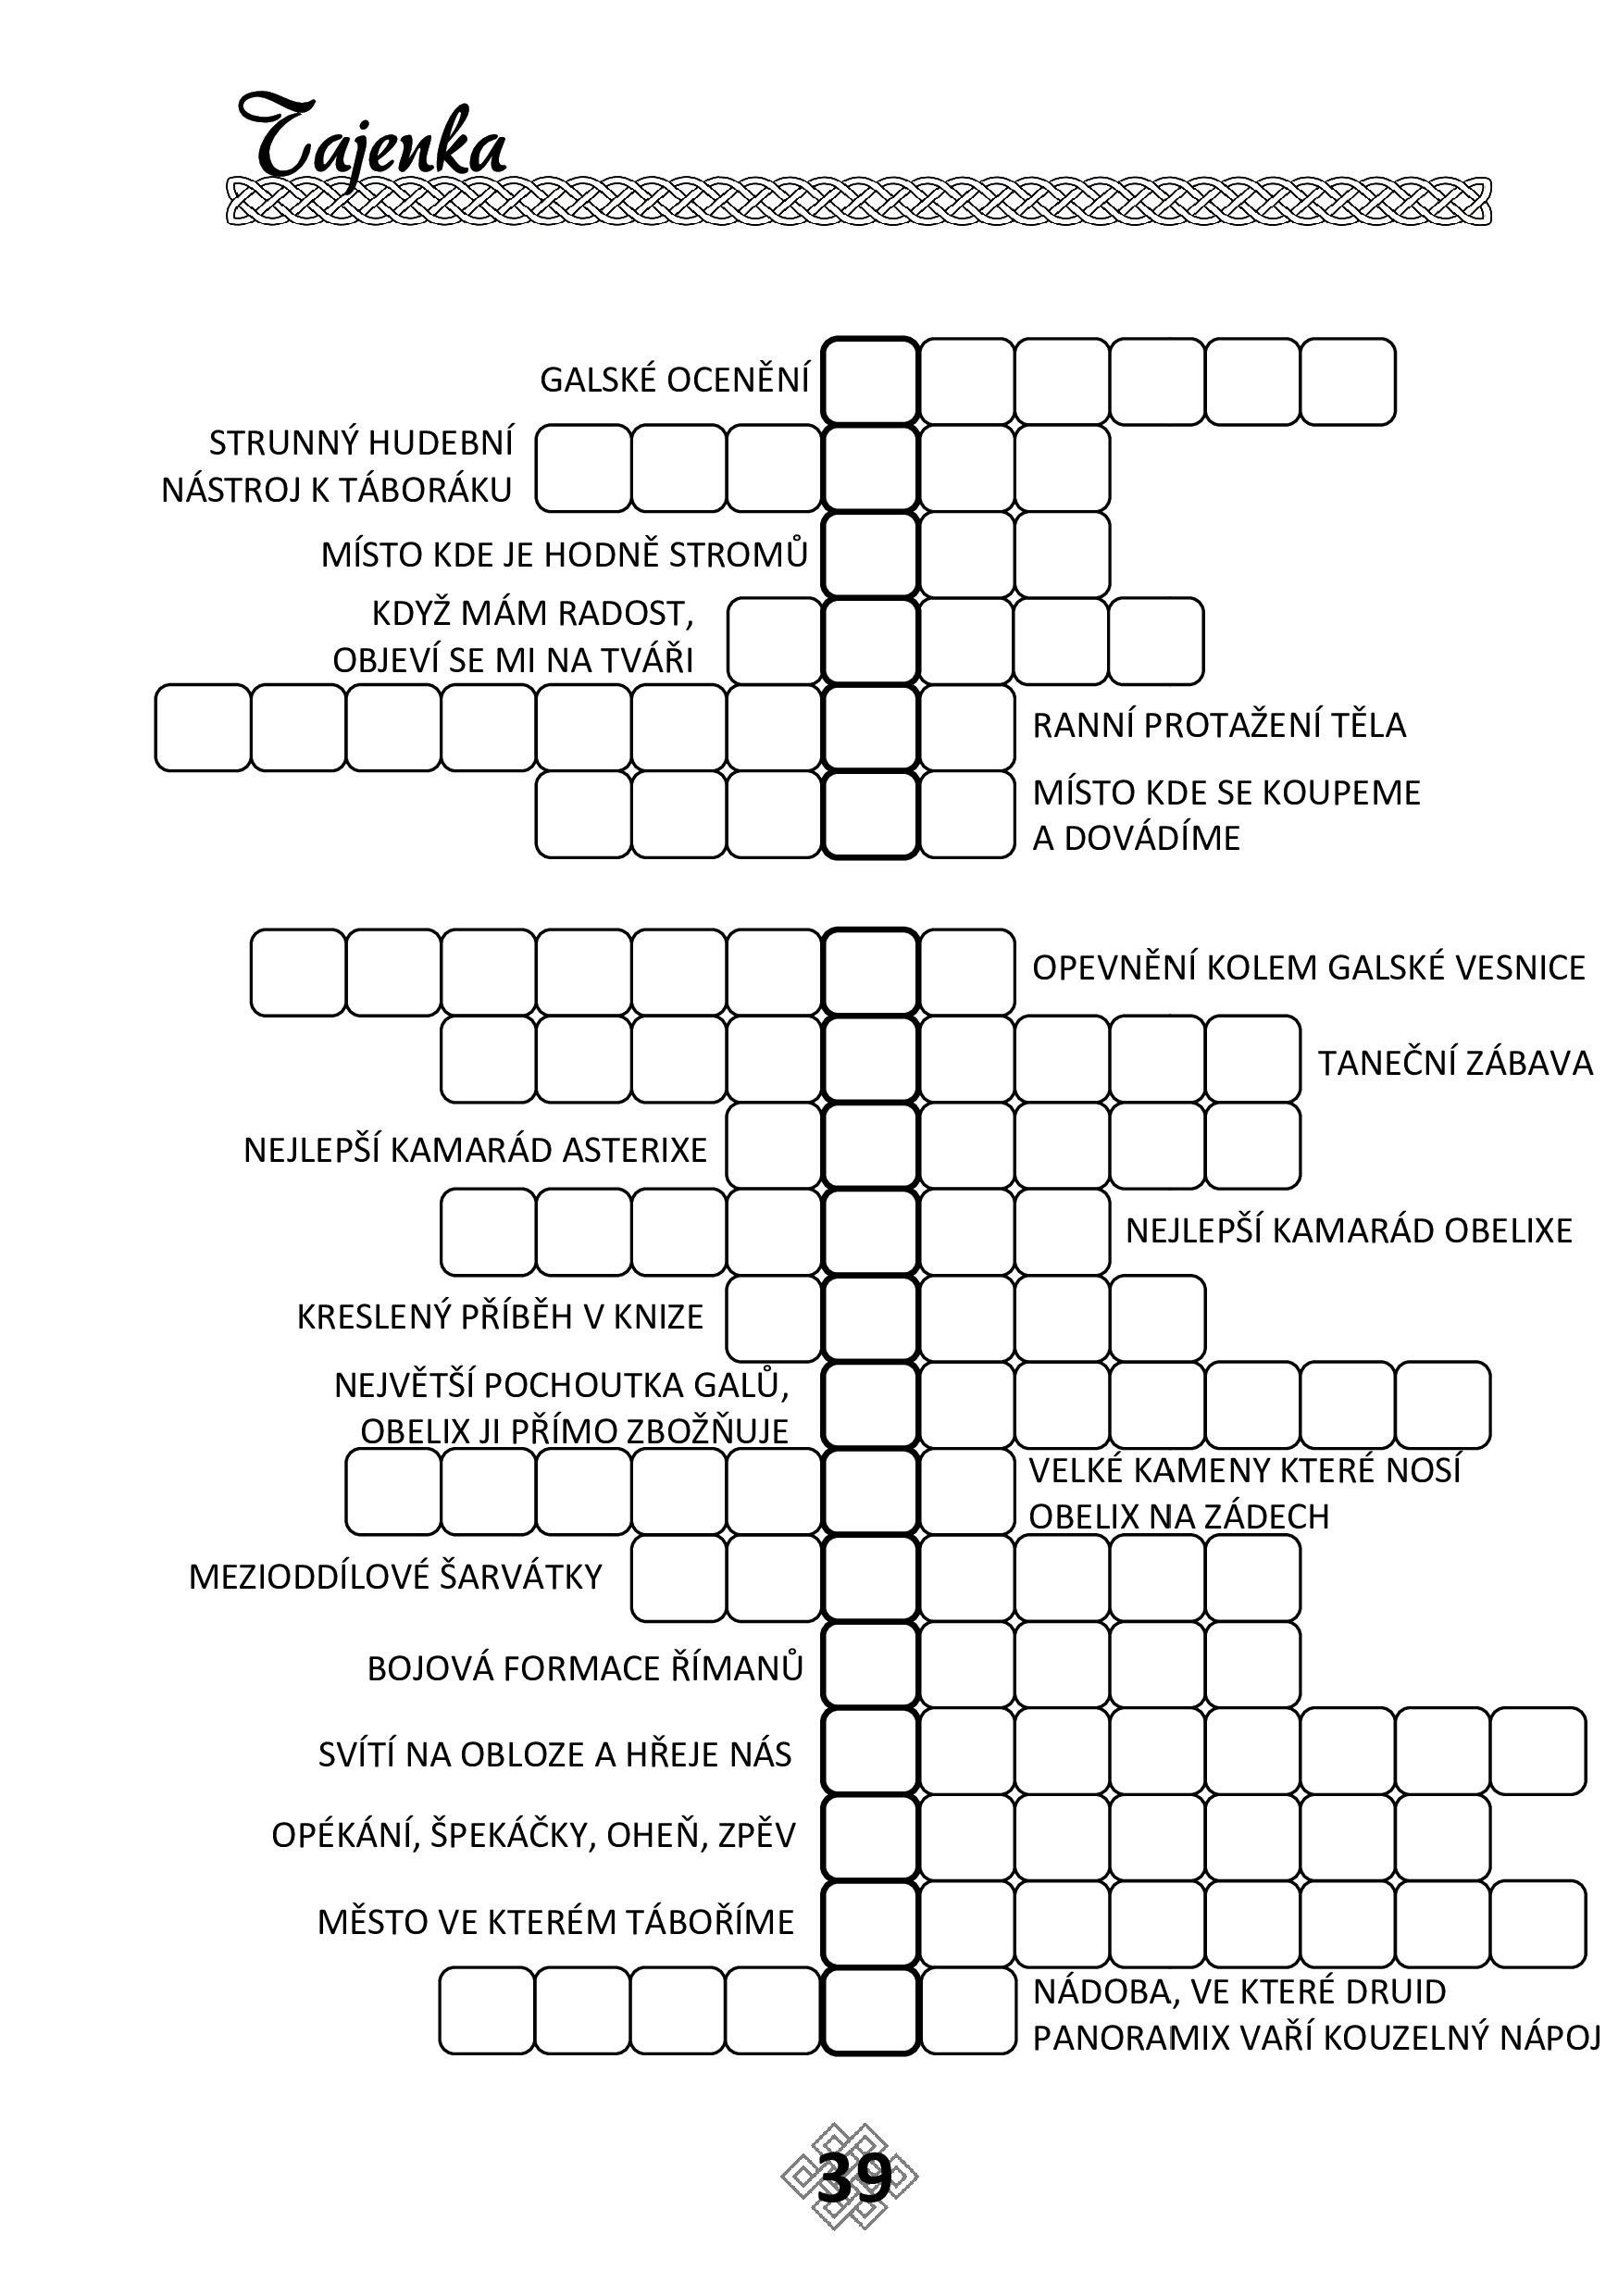 Tajenka
GALSKÉ OCENĚNÍ
STRUNNÝ HUDEBNÍ
NÁSTROJ K TÁBORÁKU
MÍSTO KDE JE HODNĚ STROMŮ
KDYŽ MÁM RADOST,
OBJEVÍ SE MI NA TVÁŘI
RANNÍ PROTAŽENÍ TĚLA
MÍSTO KDE SE KOUPEME
A DOVÁDÍME
OPEVNĚNÍ KOLEM GALSKÉ VESNICE
TANEČNÍ ZÁBAVA
NEJLEPŠÍ KAMARÁD ASTERIXE
NEJLEPŠÍ KAMARÁD OBELIXE
KRESLENÝ PŘÍBĚH V KNIZE
NEJVĚTŠÍ POCHOUTKA GALŮ,
OBELIX JI PŘÍMO ZBOŽŇUJE
VELKÉ KAMENY KTERÉ NOSÍ
OBELIX NA ZÁDECH
MEZIODDÍLOVÉ ŠARVÁTKY
BOJOVÁ FORMACE ŘÍMANŮ
SVÍTÍ NA OBLOZE A HŘEJE NÁS
OPÉKÁNÍ, ŠPEKÁČKY, OHEŇ, ZPĚV
MĚSTO VE KTERÉM TÁBOŘÍME
NÁDOBA, VE KTERÉ DRUID
PANORAMIX VAŘÍ KOUZELNÝ NÁPOJ
39